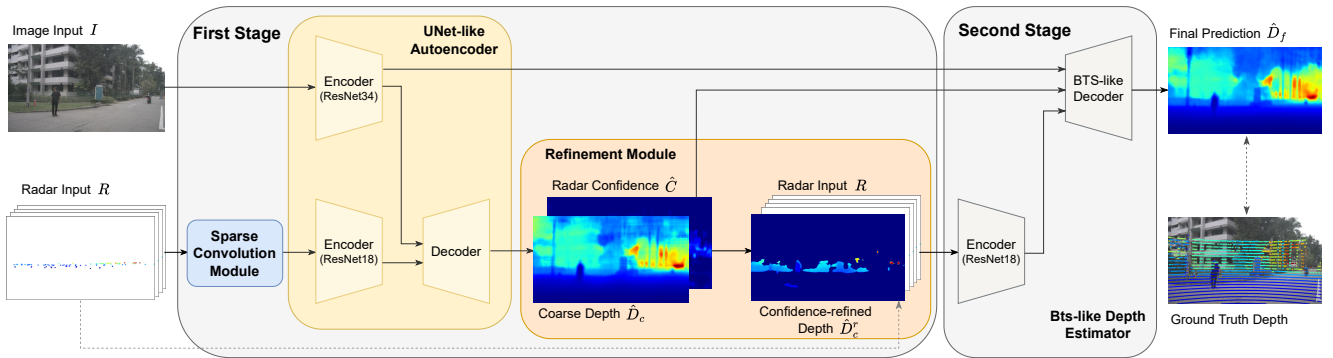 Image Input I
First Stage
UNet-like
Autoencoder
Encoder
(ResNet34)
Second Stage
BTS-like
Decoder
Final Prediction D̂_f
Radar Input R
Sparse
Convolution
Module
Encoder
(ResNet18)
Decoder
Refinement Module
Radar Confidence Ĉ
Radar Input R
Coarse Depth D̂_c
Confidence-refined
Depth D̂_c^r
Encoder
(ResNet18)
Bts-like Depth
Estimator
Ground Truth Depth